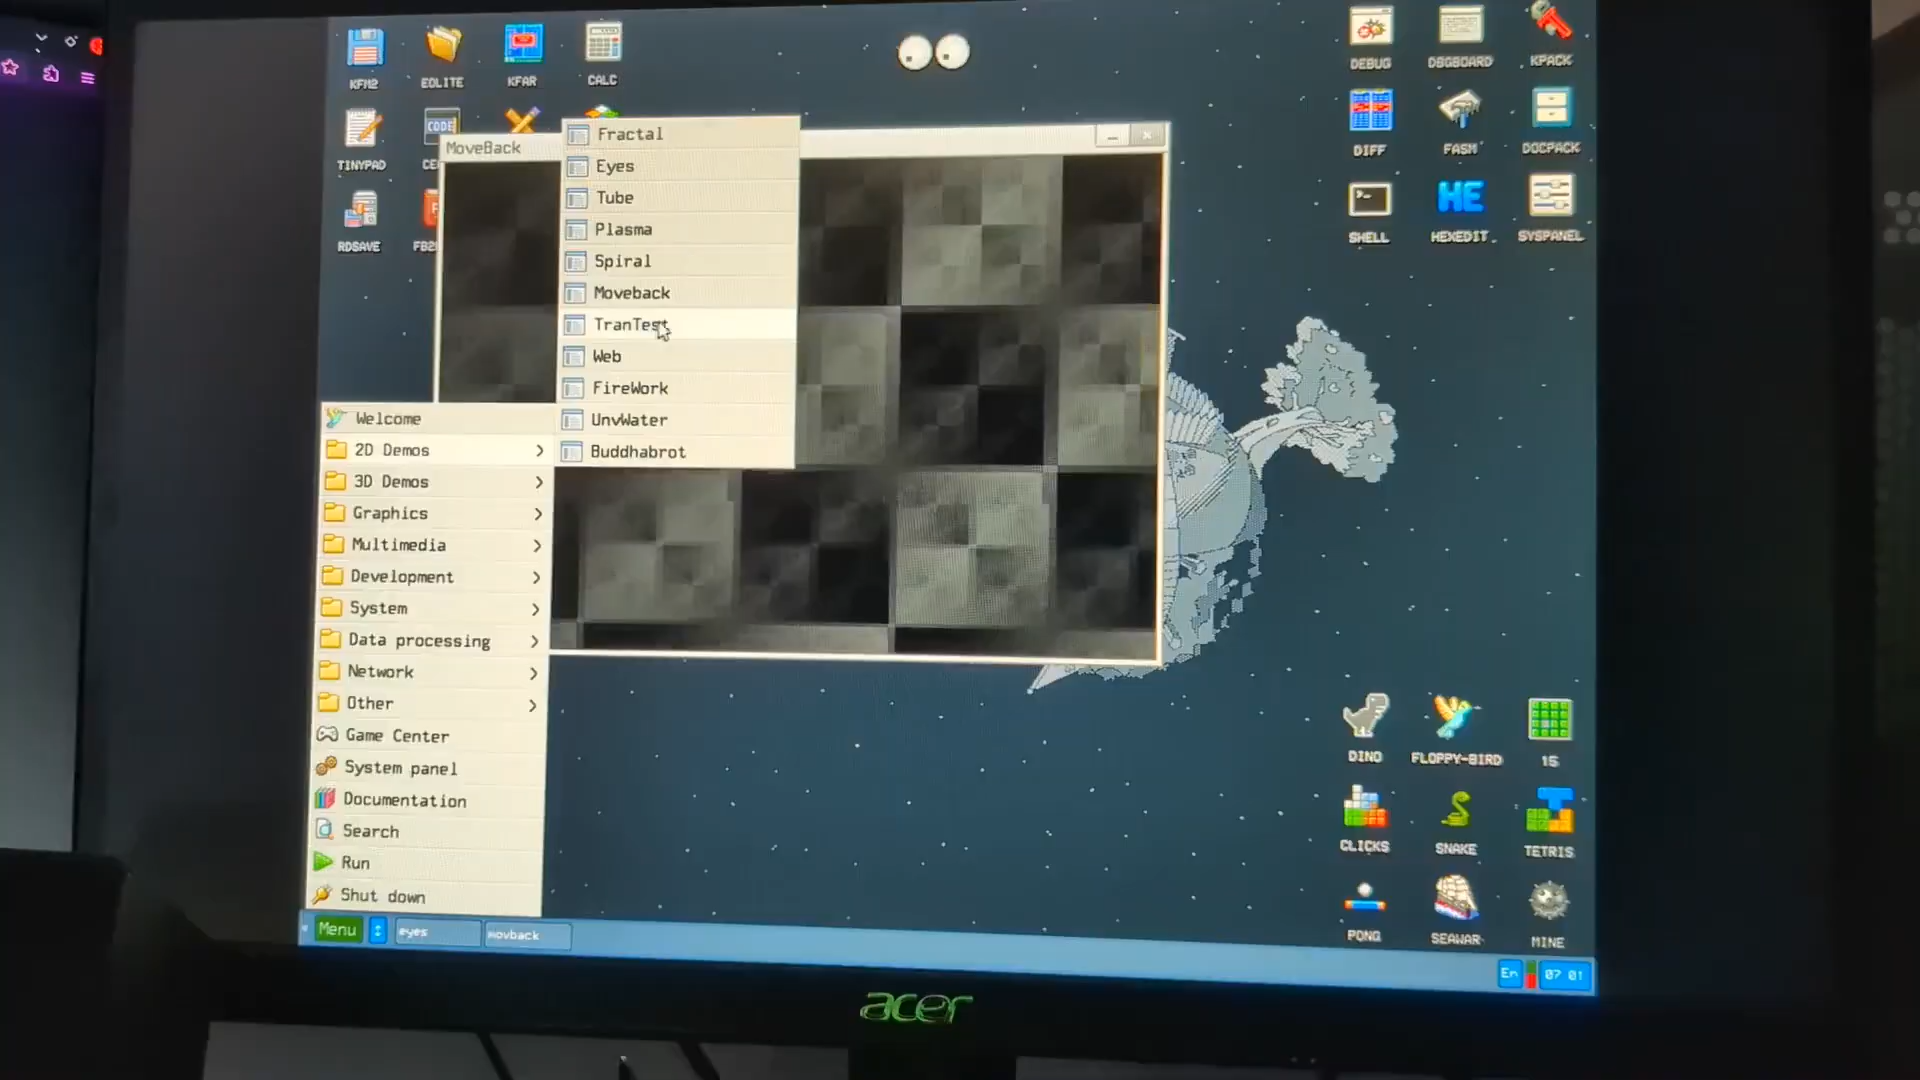 KFM2
EOLITE
KFAR
CALC
DEBUG
DBGBOARD
KPACK
TINYPAD
CODE
DIFF
FASM
DOCPACK
RDSAVE
HE
SHELL
HEXEDIT
SYSPANEL
MoveBack
Fractal
Eyes
Tube
Plasma
Spiral
Moveback
TranTest
Web
FireWork
UnvWater
Buddhabrot
Welcome
2D Demos
3D Demos
Graphics
Multimedia
Development
System
Data processing
Network
Other
Game Center
System panel
Documentation
Search
Run
Shut down
DINO
FLOPPY-BIRD
15
CLICKS
SNAKE
TETRIS
PONG
SEAWAR
MINE
Menu
eyes
movback
En
07 01
acer